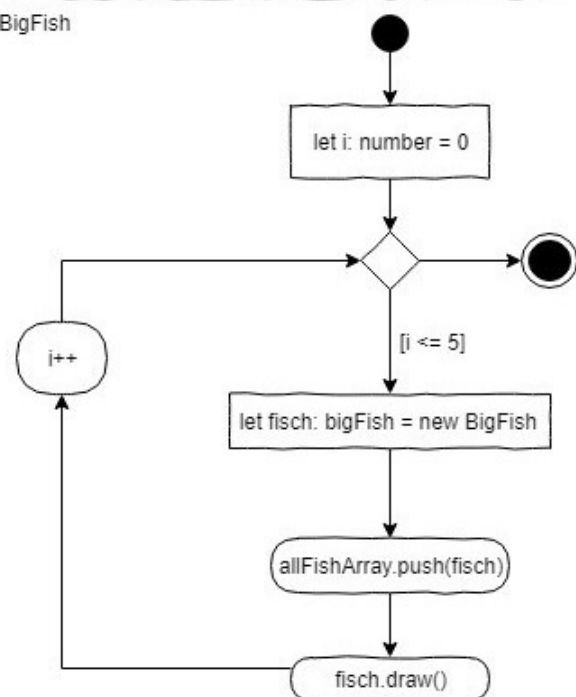 BigFish
let i: number = 0
[i <= 5]
i++
let fisch: bigFish = new BigFish
allFishArray.push(fisch)
fisch.draw()